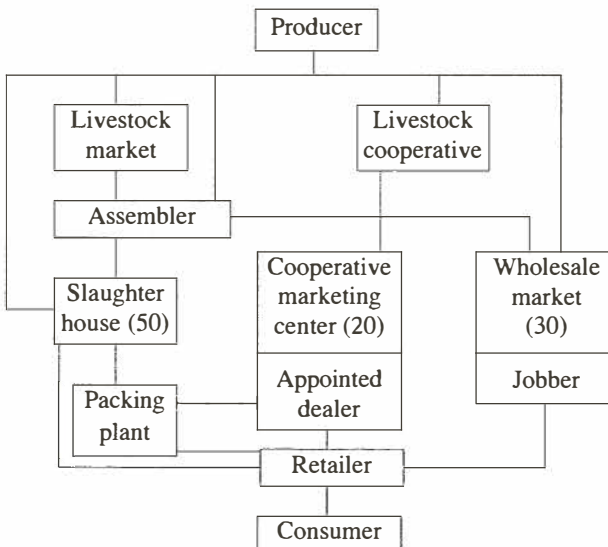 Producer
Livestock
market
Livestock
cooperative
Assembler
Slaughter
house (50)
Cooperative
marketing
center (20)
Wholesale
market
(30)
Packing
plant
Appointed
dealer
Jobber
Retailer
Consumer